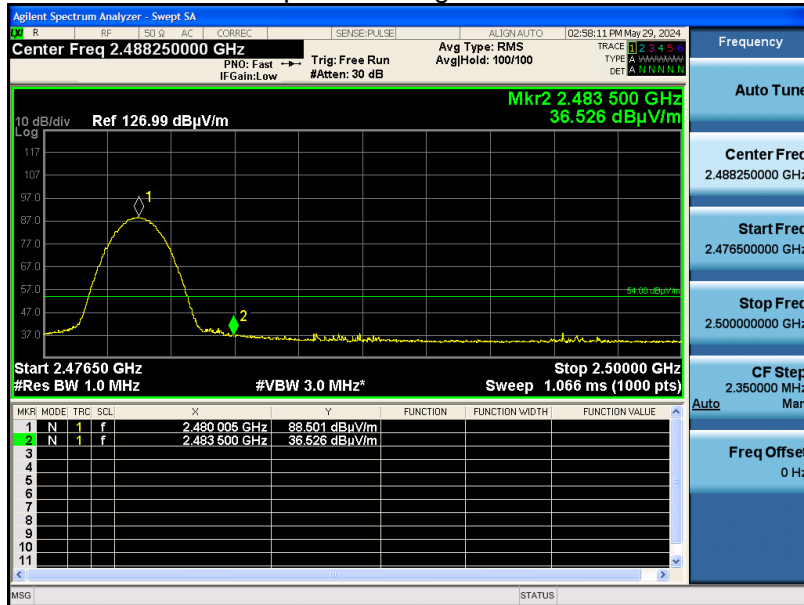 Agilent Spectrum Analyzer - Swept SA
LXI R RF 50 Ω AC CORREC SENSE:PULSE ALIGN AUTO 02:58:11 PM May 29, 2024
Center Freq 2.488250000 GHz
PNO: Fast
IFGain:Low
Trig: Free Run
#Atten: 30 dB
Avg Type: RMS
Avg|Hold: 100/100
TRACE 1 2 3 4 5 6
TYPE A WWWWW
DET A N N N N N
Mkr2 2.483 500 GHz
36.526 dBµV/m
10 dB/div Ref 126.99 dBµV/m
Log
117
107
97.0
87.0
77.0
67.0
57.0
47.0
37.0
1
2
54.00 dBµV/m
Start 2.47650 GHz Stop 2.50000 GHz
#Res BW 1.0 MHz #VBW 3.0 MHz* Sweep 1.066 ms (1000 pts)
MKR MODE TRC SCL X Y FUNCTION FUNCTION WIDTH FUNCTION VALUE
1 N 1 f 2.480 005 GHz 88.501 dBµV/m
2 N 1 f 2.483 500 GHz 36.526 dBµV/m
3
4
5
6
7
8
9
10
11
MSG STATUS
Frequency
Auto Tune
Center Freq
2.488250000 GHz
Start Freq
2.476500000 GHz
Stop Freq
2.500000000 GHz
CF Step
2.350000 MHz
Auto Man
Freq Offset
0 Hz